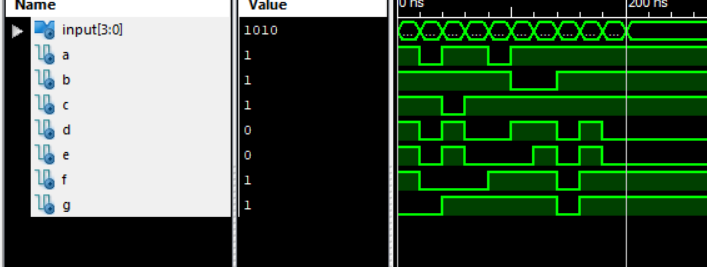 Name Value 0 ns 200 ns
input[3:0] 1010 ... ... ... ... ... ... ... ... ... ...
a 1
b 1
c 1
d 0
e 0
f 1
g 1